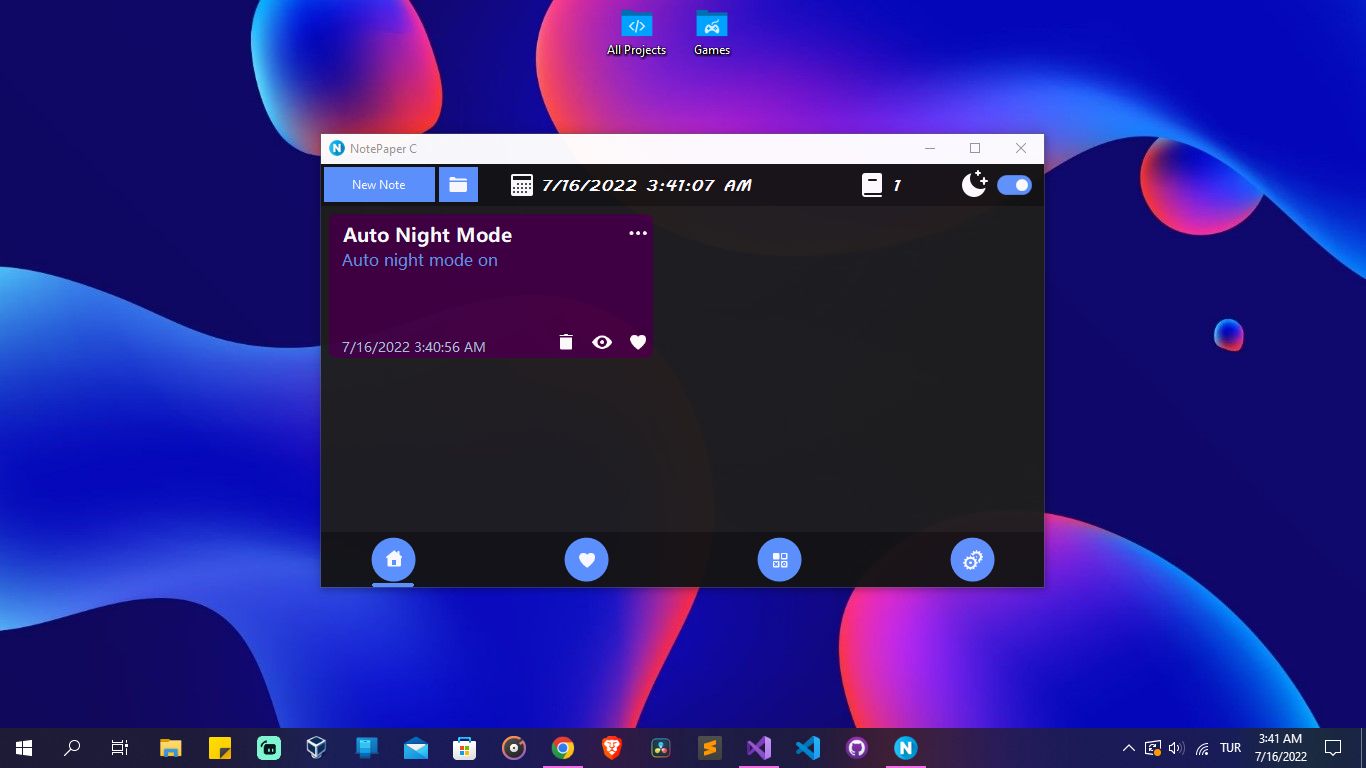 All Projects
Games
N NotePaper C
New Note
7/16/2022 3:41:07 AM
1
Auto Night Mode
Auto night mode on
7/16/2022 3:40:56 AM
N
TUR
3:41 AM
7/16/2022